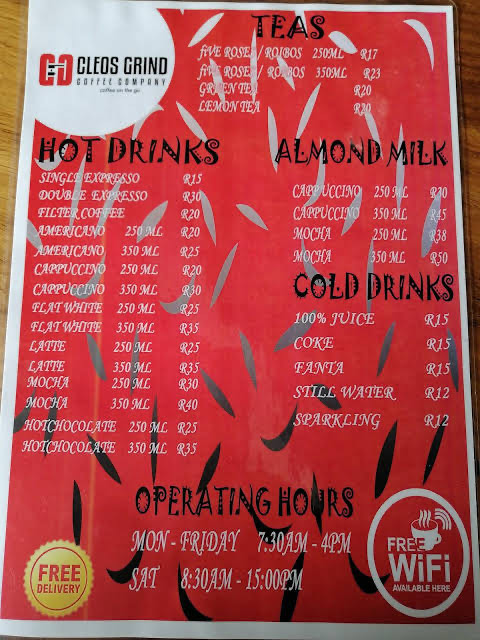 CLEOS GRIND
COFFEE COMPANY
coffee on the go
TEAS
FIVE ROSES / ROIBOS 250ML R17
FIVE ROSES / ROIBOS 350ML R23
GREEN TEA R20
LEMON TEA R20
HOT DRINKS
SINGLE EXPRESSO R15
DOUBLE EXPRESSO R30
FILTER COFFEE R20
AMERICANO 250 ML R20
AMERICANO 350 ML R25
CAPPUCINO 250 ML R20
CAPPUCINO 350 ML R30
FLAT WHITE 250 ML R25
FLAT WHITE 350 ML R35
LATTE 250 ML R25
LATTE 350 ML R35
MOCHA 250 ML R30
MOCHA 350 ML R40
HOTCHOCOLATE 250 ML R25
HOTCHOCOLATE 350 ML R35
ALMOND MILK
CAPPUCCINO 250 ML R30
CAPPUCCINO 350 ML R45
MOCHA 250 ML R38
MOCHA 350 ML R50
COLD DRINKS
100% JUICE R15
COKE R15
FANTA R15
STILL WATER R12
SPARKLING R12
OPERATING HOURS
MON - FRIDAY 7:30AM - 4PM
SAT 8:30AM - 15:00PM
FREE
DELIVERY
FREE
WiFi
AVAILABLE HERE